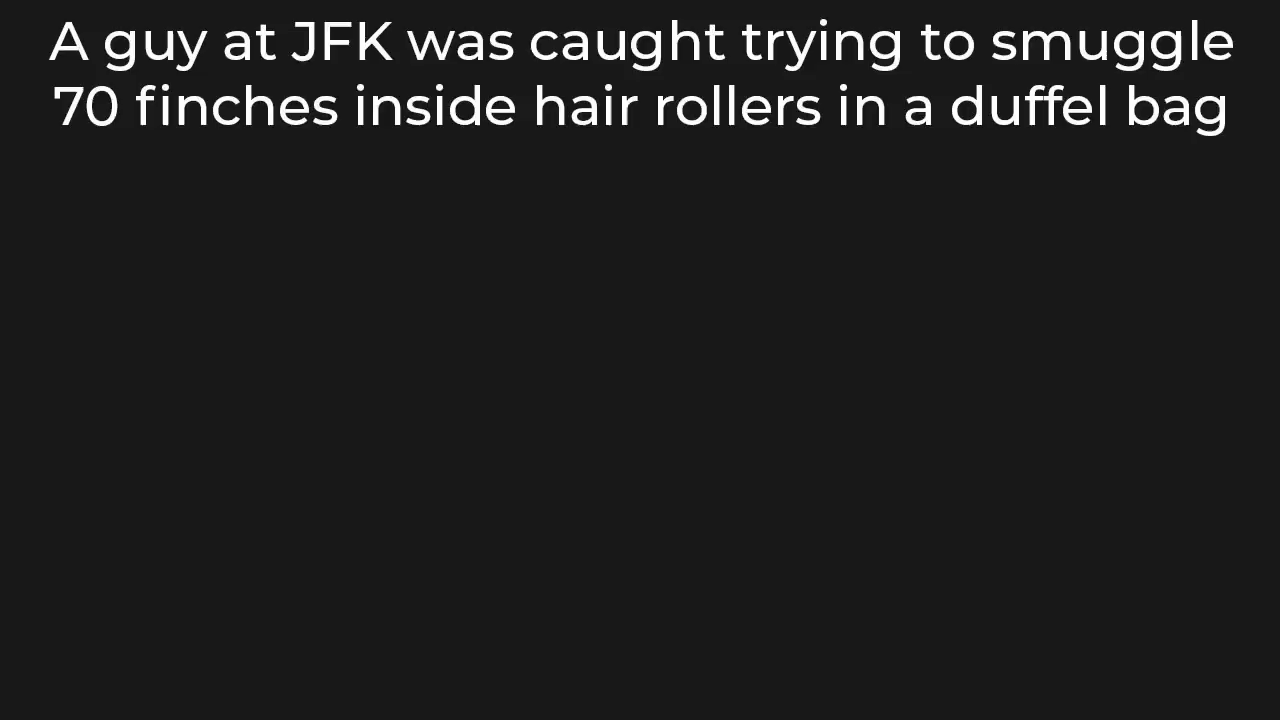 A guy at JFK was caught trying to smuggle
70 finches inside hair rollers in a duffel bag